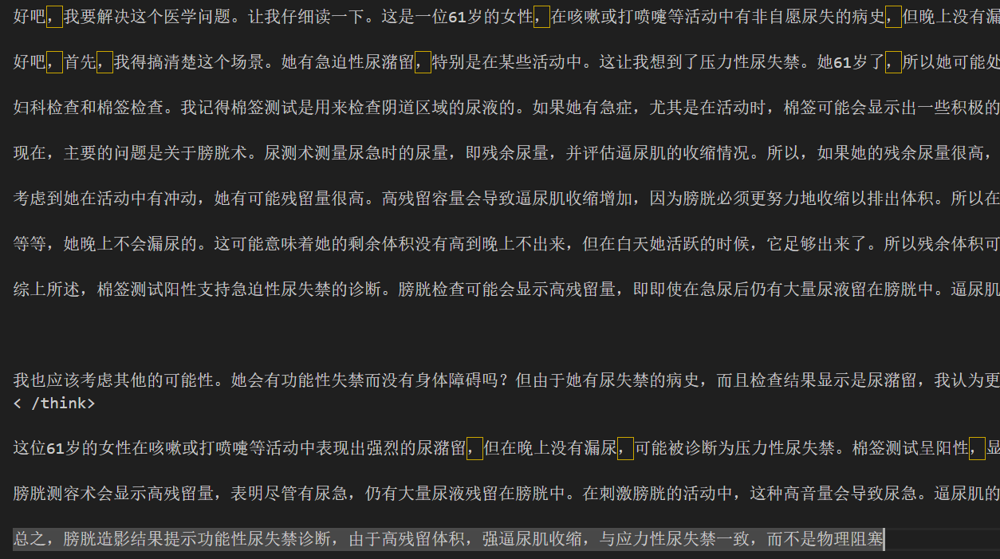 好吧，我要解决这个医学问题。让我仔细读一下。这是一位61岁的女性，在咳嗽或打喷嚏等活动中有非自愿尿失的病史，但晚上没有漏
好吧，首先，我得搞清楚这个场景。她有急迫性尿潴留，特别是在某些活动中。这让我想到了压力性尿失禁。她61岁了，所以她可能处
妇科检查和棉签检查。我记得棉签测试是用来检查阴道区域的尿液的。如果她有急症，尤其是在活动时，棉签可能会显示出一些积极的
现在，主要的问题是关于膀胱术。尿测术测量尿急时的尿量，即残余尿量，并评估逼尿肌的收缩情况。所以，如果她的残余尿量很高，
考虑到她在活动中有冲动，她有可能残留量很高。高残留容量会导致逼尿肌收缩增加，因为膀胱必须更努力地收缩以排出体积。所以在
等等，她晚上不会漏尿的。这可能意味着她的剩余体积没有高到晚上不出来，但在白天她活跃的时候，它足够出来了。所以残余体积可
综上所述，棉签测试阳性支持急迫性尿失禁的诊断。膀胱检查可能会显示高残留量，即即使在急尿后仍有大量尿液留在膀胱中。逼尿肌
我也应该考虑其他的可能性。她会有功能性失禁而没有身体障碍吗？但由于她有尿失禁的病史，而且检查结果显示是尿潴留，我认为更
< /think>
这位61岁的女性在咳嗽或打喷嚏等活动中表现出强烈的尿潴留，但在晚上没有漏尿，可能被诊断为压力性尿失禁。棉签测试呈阳性，显
膀胱测容术会显示高残留量，表明尽管有尿急，仍有大量尿液残留在膀胱中。在刺激膀胱的活动中，这种高音量会导致尿急。逼尿肌的
总之，膀胱造影结果提示功能性尿失禁诊断，由于高残留体积，强逼尿肌收缩，与应力性尿失禁一致，而不是物理阻塞